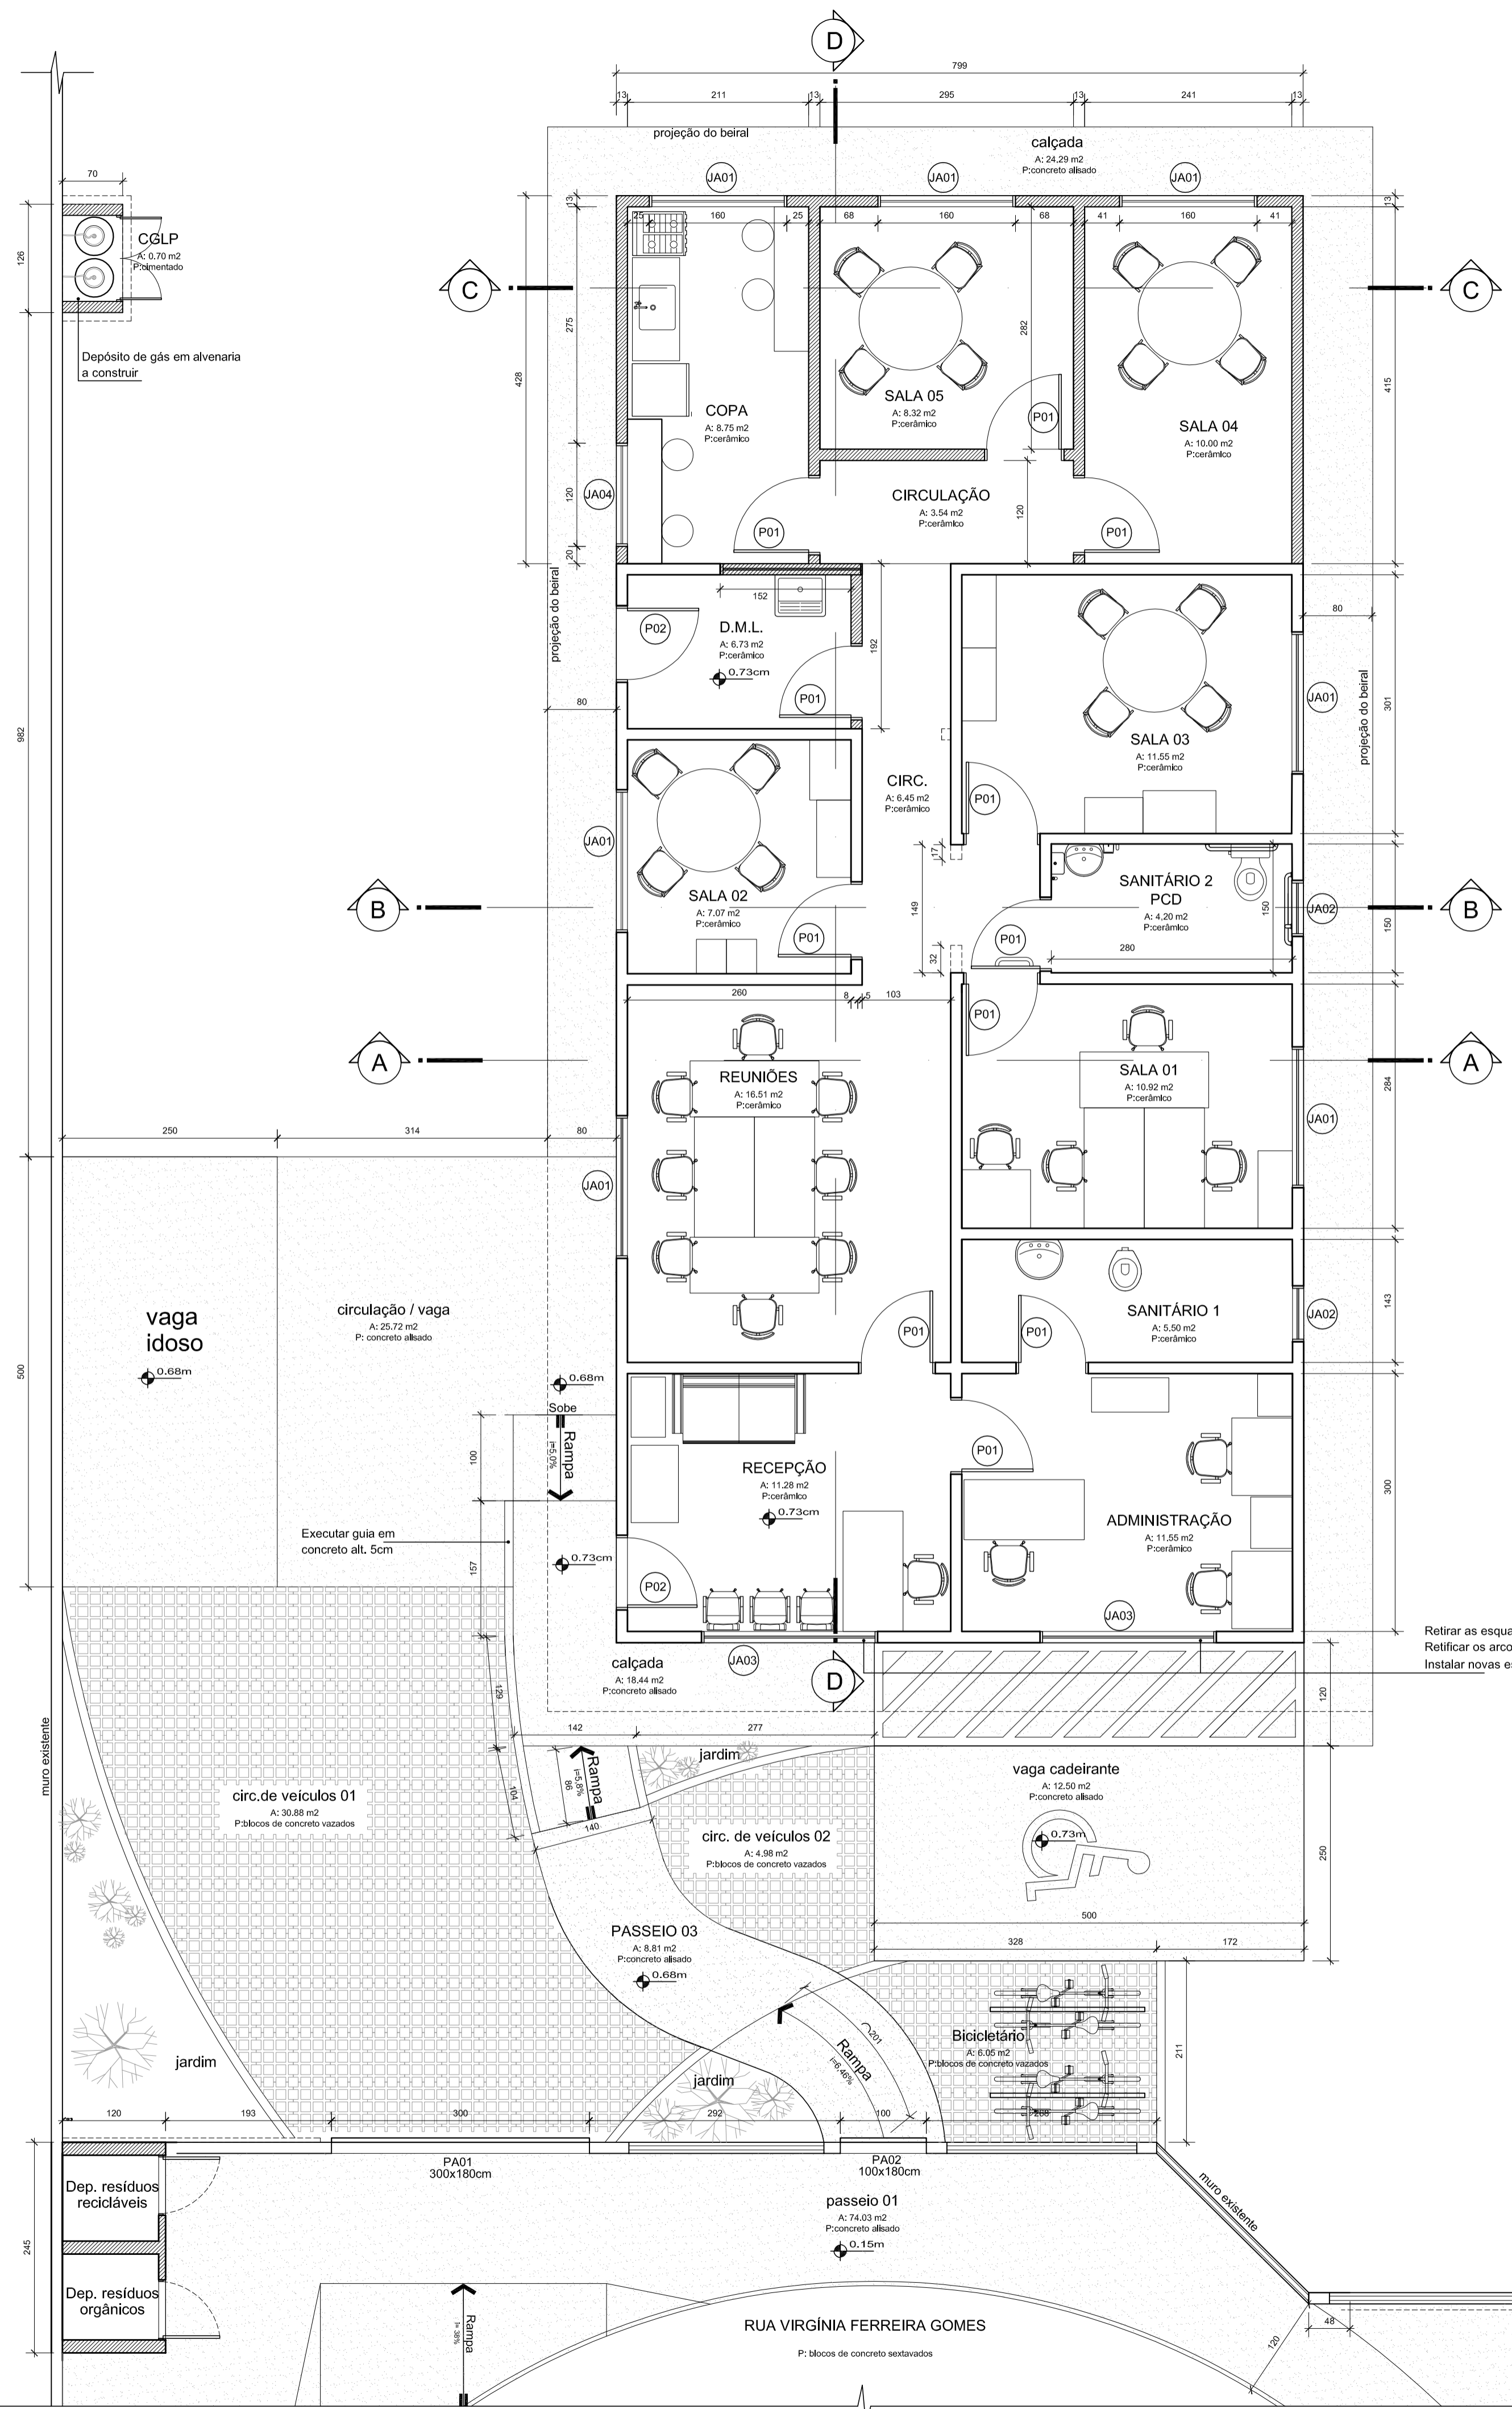 D
799
13
211
13
295
13
241
13
projeção do beiral
calçada
A: 24.29 m2
P:concreto alisado
70
JA01
JA01
JA01
13
25
160
25
68
160
68
41
160
41
13
CGLP
A: 0.70 m2
P:cimentado
126
C
C
275
282
Depósito de gás em alvenaria
a construir
428
415
COPA
A: 8.75 m2
P:cerâmico
SALA 05
A: 8.32 m2
P:cerâmico
P01
SALA 04
A: 10.00 m2
P:cerâmico
JA04
120
CIRCULAÇÃO
A: 3.54 m2
P:cerâmico
120
P01
P01
20
projeção do beiral
152
P02
D.M.L.
A: 6.73 m2
P:cerâmico
0.73cm
192
P01
80
80
982
JA01
301
projeção do beiral
SALA 03
A: 11.55 m2
P:cerâmico
P01
CIRC.
A: 6.45 m2
P:cerâmico
JA01
17
SALA 02
A: 7.07 m2
P:cerâmico
P01
B
B
149
SANITÁRIO 2
PCD
A: 4,20 m2
P:cerâmico
150
JA02
150
P01
280
32
260
8
5
103
P01
A
A
REUNIÕES
A: 16.51 m2
P:cerâmico
SALA 01
A: 10.92 m2
P:cerâmico
284
JA01
250
314
80
JA01
vaga
idoso
0.68m
circulação / vaga
A: 25.72 m2
P: concreto alisado
500
P01
P01
SANITÁRIO 1
A: 5,50 m2
P:cerâmico
JA02
143
0.68m
Sobe
Rampa
i=5,0%
100
RECEPÇÃO
A: 11.28 m2
P:cerâmico
0.73cm
P01
300
ADMINISTRAÇÃO
A: 11.55 m2
P:cerâmico
Executar guia em
concreto alt. 5cm
157
0.73cm
P02
JA03
calçada
A: 18.44 m2
P:concreto alisado
JA03
D
Retirar as esqua
Retificar os arco
Instalar novas es
129
120
142
277
muro existente
Rampa
i=5,8%
86
104
140
jardim
circ.de veículos 01
A: 30.88 m2
P:blocos de concreto vazados
circ. de veículos 02
A: 4.98 m2
P:blocos de concreto vazados
vaga cadeirante
A: 12.50 m2
P:concreto alisado
0.73m
250
500
328
172
PASSEIO 03
A: 8.81 m2
P:concreto alisado
0.68m
201
Rampa
i=6.46%
Bicicletário
A: 6.05 m2
P:blocos de concreto vazados
211
jardim
jardim
120
193
300
292
100
268
PA01
300x180cm
PA02
100x180cm
Dep. resíduos
recicláveis
passeio 01
A: 74.03 m2
P:concreto alisado
0.15m
muro existente
245
Dep. resíduos
orgânicos
Rampa
RUA VIRGÍNIA FERREIRA GOMES
P: blocos de concreto sextavados
48
120